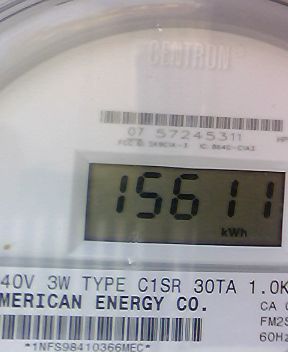 CENTRON
07 57245311
15611
kWh
40V 3W TYPE C1SR 30TA 1.0K
MERICAN ENERGY CO.
CA
FM2S
60Hz
*1NFS98410366MEC*